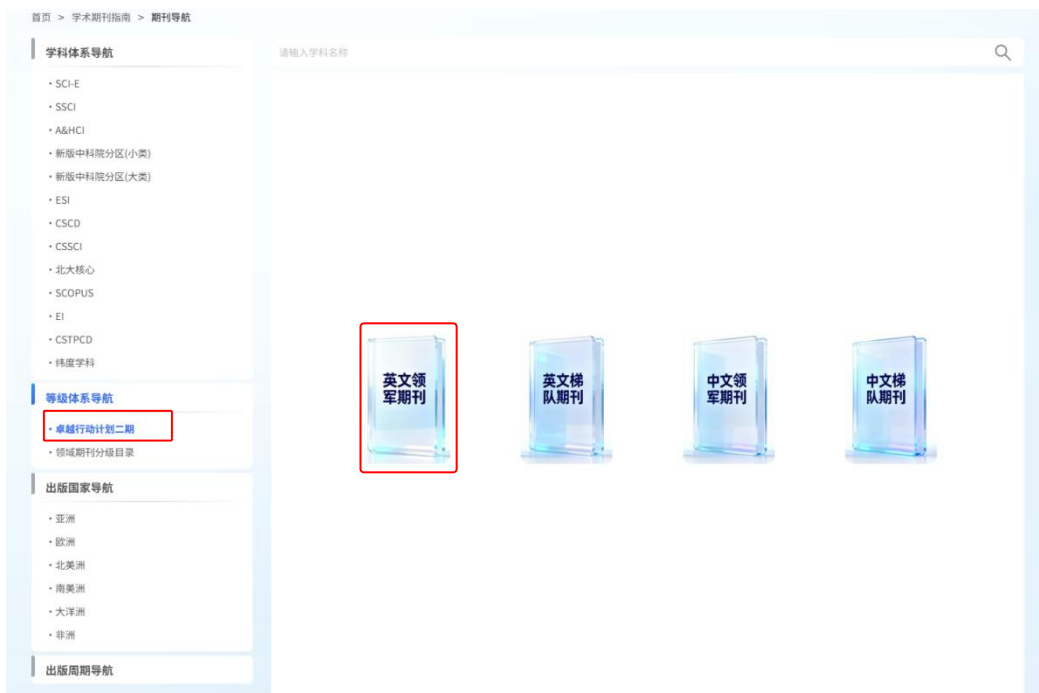 首页 > 学术期刊指南 > 期刊导航
学科体系导航
请输入学科名称
· SCI-E
· SSCI
· A&HCI
· 新版中科院分区(小类)
· 新版中科院分区(大类)
· ESI
· CSCD
· CSSCI
· 北大核心
· SCOPUS
· EI
· CSTPCD
· 纬度学科
等级体系导航
· 卓越行动计划二期
· 领域期刊分级目录
出版国家导航
· 亚洲
· 欧洲
· 北美洲
· 南美洲
· 大洋洲
· 非洲
出版周期导航
英文领
军期刊
英文梯
队期刊
中文领
军期刊
中文梯
队期刊